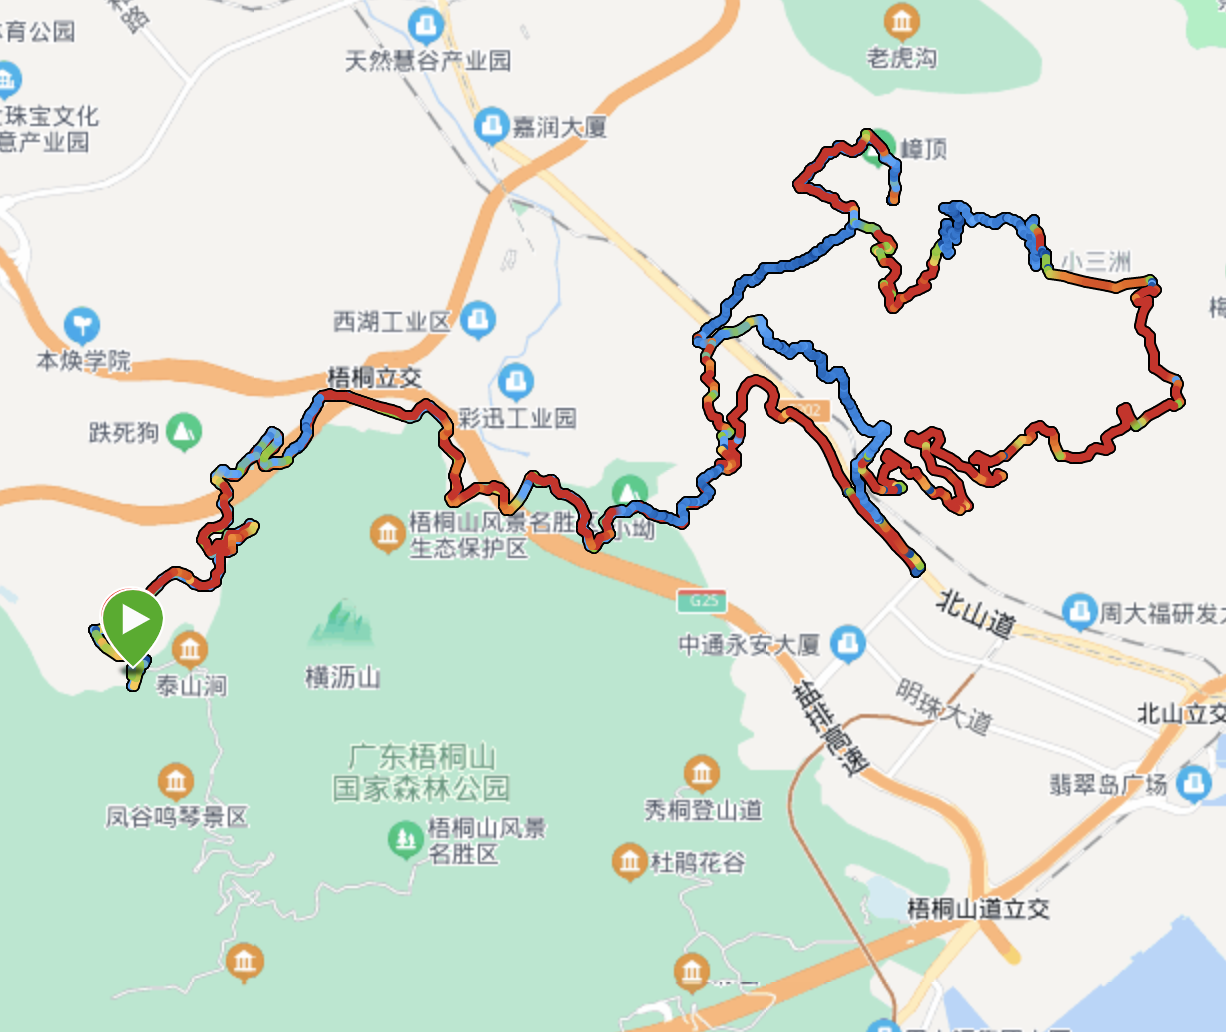 路
育公园
天然慧谷产业园
老虎沟
珠宝文化
意产业园
嘉润大厦
嶂顶
小三洲
西湖工业区
本焕学院
梧桐立交
彩迅工业园
跌死狗
梧桐山风景名胜区
生态保护区
小坳
G25
北山道
周大福研发
中通永安大厦
泰山涧
横沥山
明珠大道
盐排高速
北山立交
广东梧桐山
国家森林公园
秀桐登山道
翡翠岛广场
凤谷鸣琴景区
梧桐山风景
名胜区
杜鹃花谷
梧桐山道立交